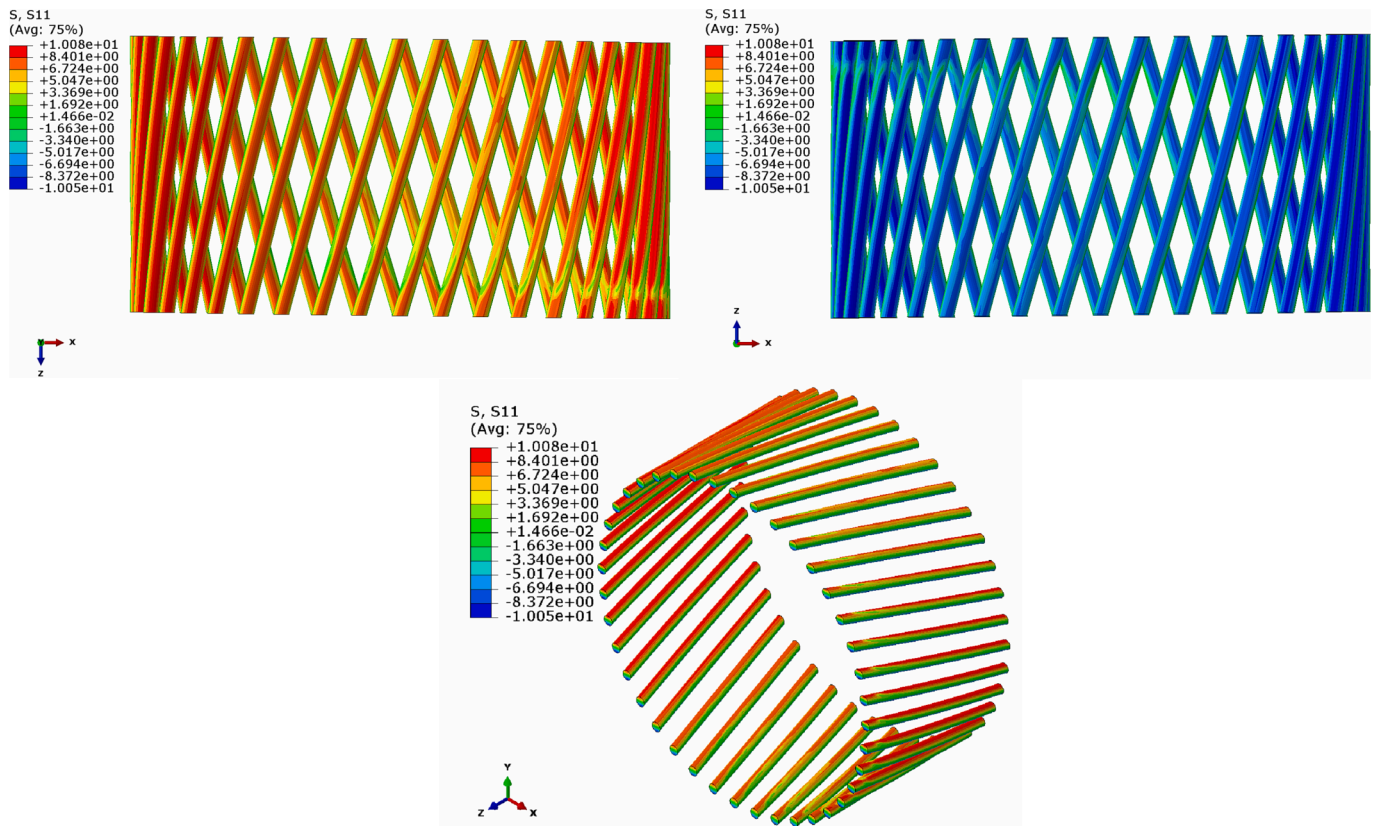 S, S11
(Avg: 75%)
+1.008e+01
+8.401e+00
+6.724e+00
+5.047e+00
+3.369e+00
+1.692e+00
+1.466e-02
-1.663e+00
-3.340e+00
-5.017e+00
-6.694e+00
-8.372e+00
-1.005e+01
Y
X
Z
S, S11
(Avg: 75%)
+1.008e+01
+8.401e+00
+6.724e+00
+5.047e+00
+3.369e+00
+1.692e+00
+1.466e-02
-1.663e+00
-3.340e+00
-5.017e+00
-6.694e+00
-8.372e+00
-1.005e+01
Z
X
S, S11
(Avg: 75%)
+1.008e+01
+8.401e+00
+6.724e+00
+5.047e+00
+3.369e+00
+1.692e+00
+1.466e-02
-1.663e+00
-3.340e+00
-5.017e+00
-6.694e+00
-8.372e+00
-1.005e+01
Y
Z
X